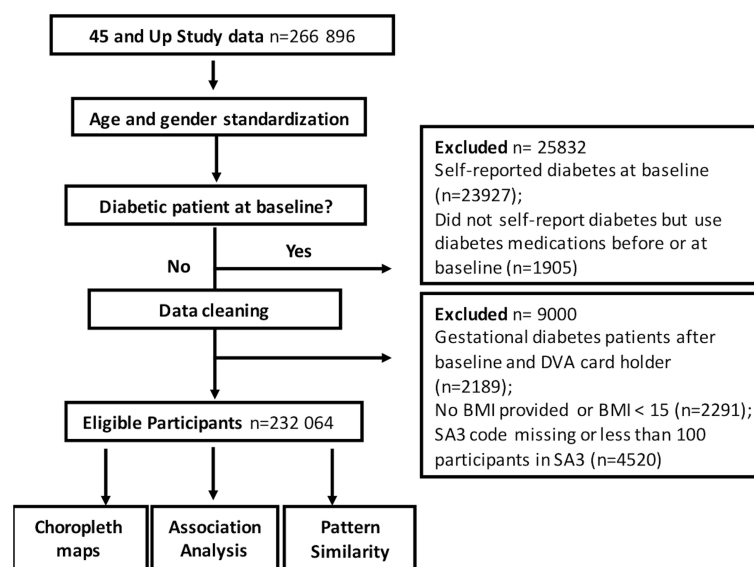 45 and Up Study data n=266 896
Age and gender standardization
Diabetic patient at baseline?
Yes
No
Excluded n= 25832
Self-reported diabetes at baseline
(n=23927);
Did not self-report diabetes but use
diabetes medications before or at
baseline (n=1905)
Data cleaning
Excluded n= 9000
Gestational diabetes patients after
baseline and DVA card holder
(n=2189);
No BMI provided or BMI < 15 (n=2291);
SA3 code missing or less than 100
participants in SA3 (n=4520)
Eligible Participants n=232 064
Choropleth
maps
Association
Analysis
Pattern
Similarity